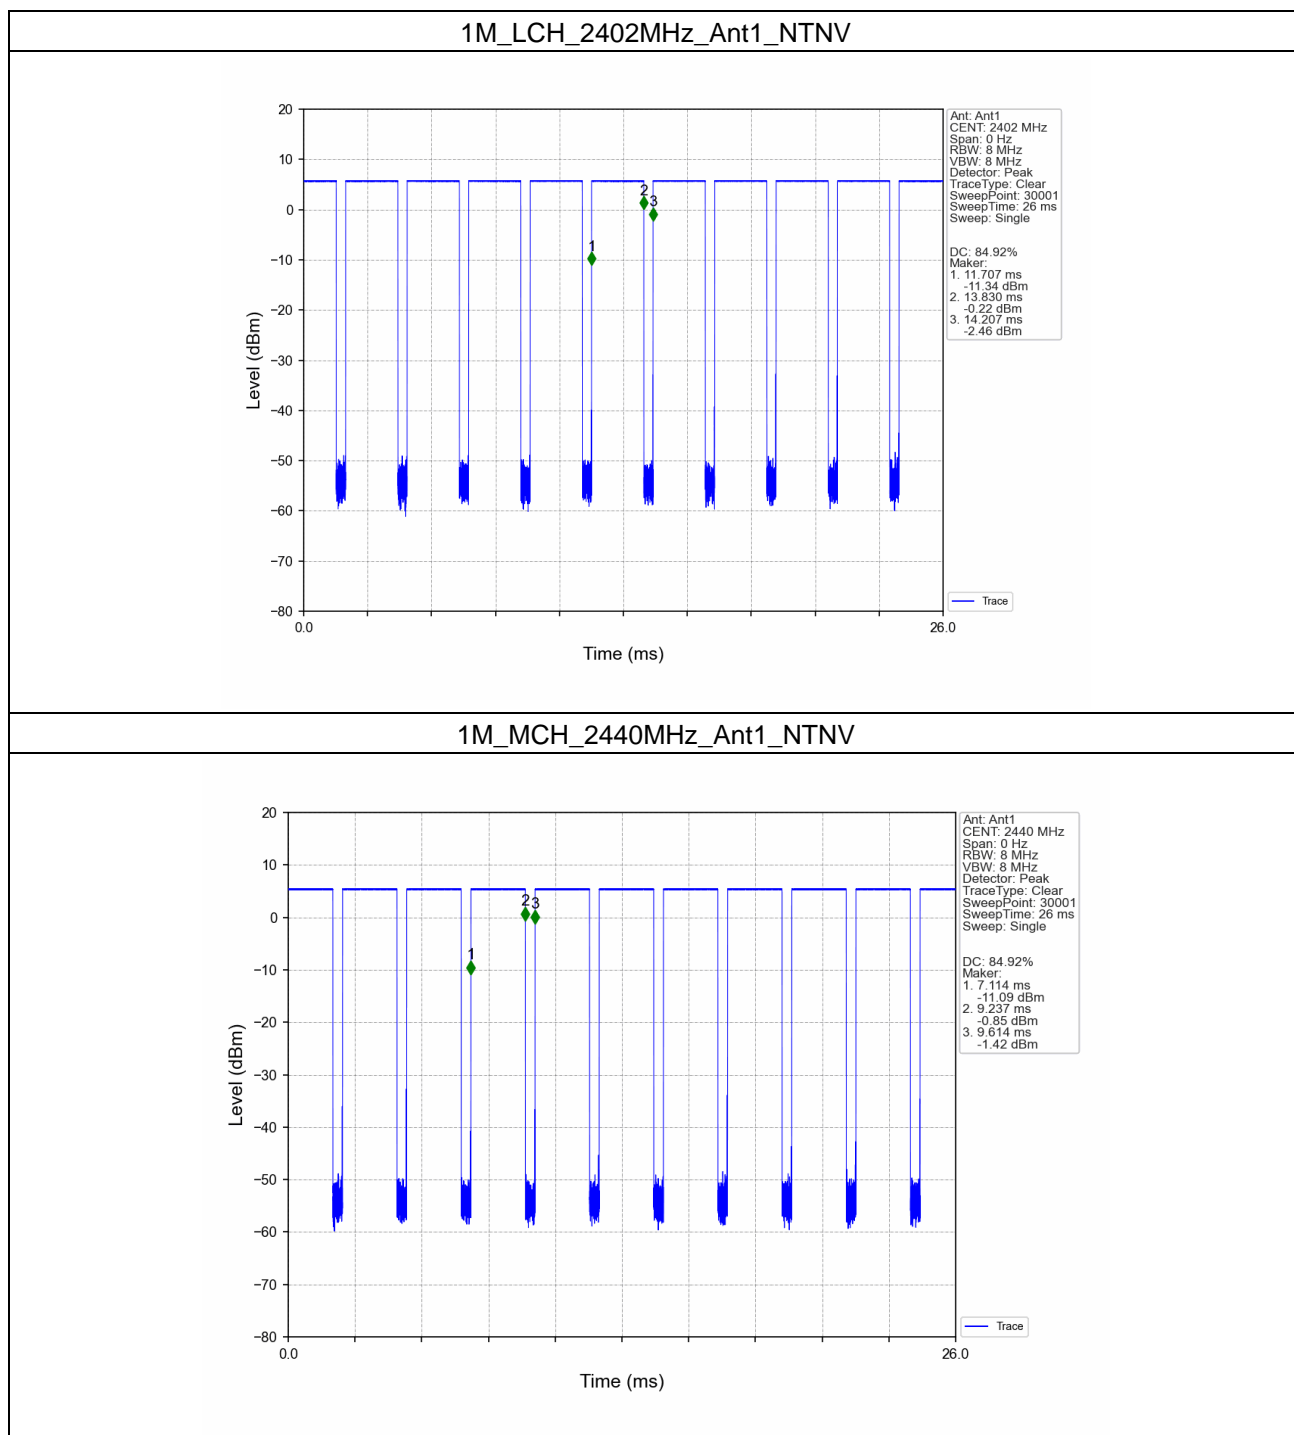 1M_LCH_2402MHz_Ant1_NTNV
20
10
0
−10
−20
−30
−40
−50
−60
−70
−80
Level (dBm)
0.0
26.0
Time (ms)
1
2
3
Ant: Ant1
CENT: 2402 MHz
Span: 0 Hz
RBW: 8 MHz
VBW: 8 MHz
Detector: Peak
TraceType: Clear
SweepPoint: 30001
SweepTime: 26 ms
Sweep: Single
DC: 84.92%
Maker:
1. 11.707 ms
-11.34 dBm
2. 13.830 ms
-0.22 dBm
3. 14.207 ms
-2.46 dBm
Trace
1M_MCH_2440MHz_Ant1_NTNV
20
10
0
−10
−20
−30
−40
−50
−60
−70
−80
Level (dBm)
0.0
26.0
Time (ms)
1
2
3
Ant: Ant1
CENT: 2440 MHz
Span: 0 Hz
RBW: 8 MHz
VBW: 8 MHz
Detector: Peak
TraceType: Clear
SweepPoint: 30001
SweepTime: 26 ms
Sweep: Single
DC: 84.92%
Maker:
1. 7.114 ms
-11.09 dBm
2. 9.237 ms
-0.85 dBm
3. 9.614 ms
-1.42 dBm
Trace